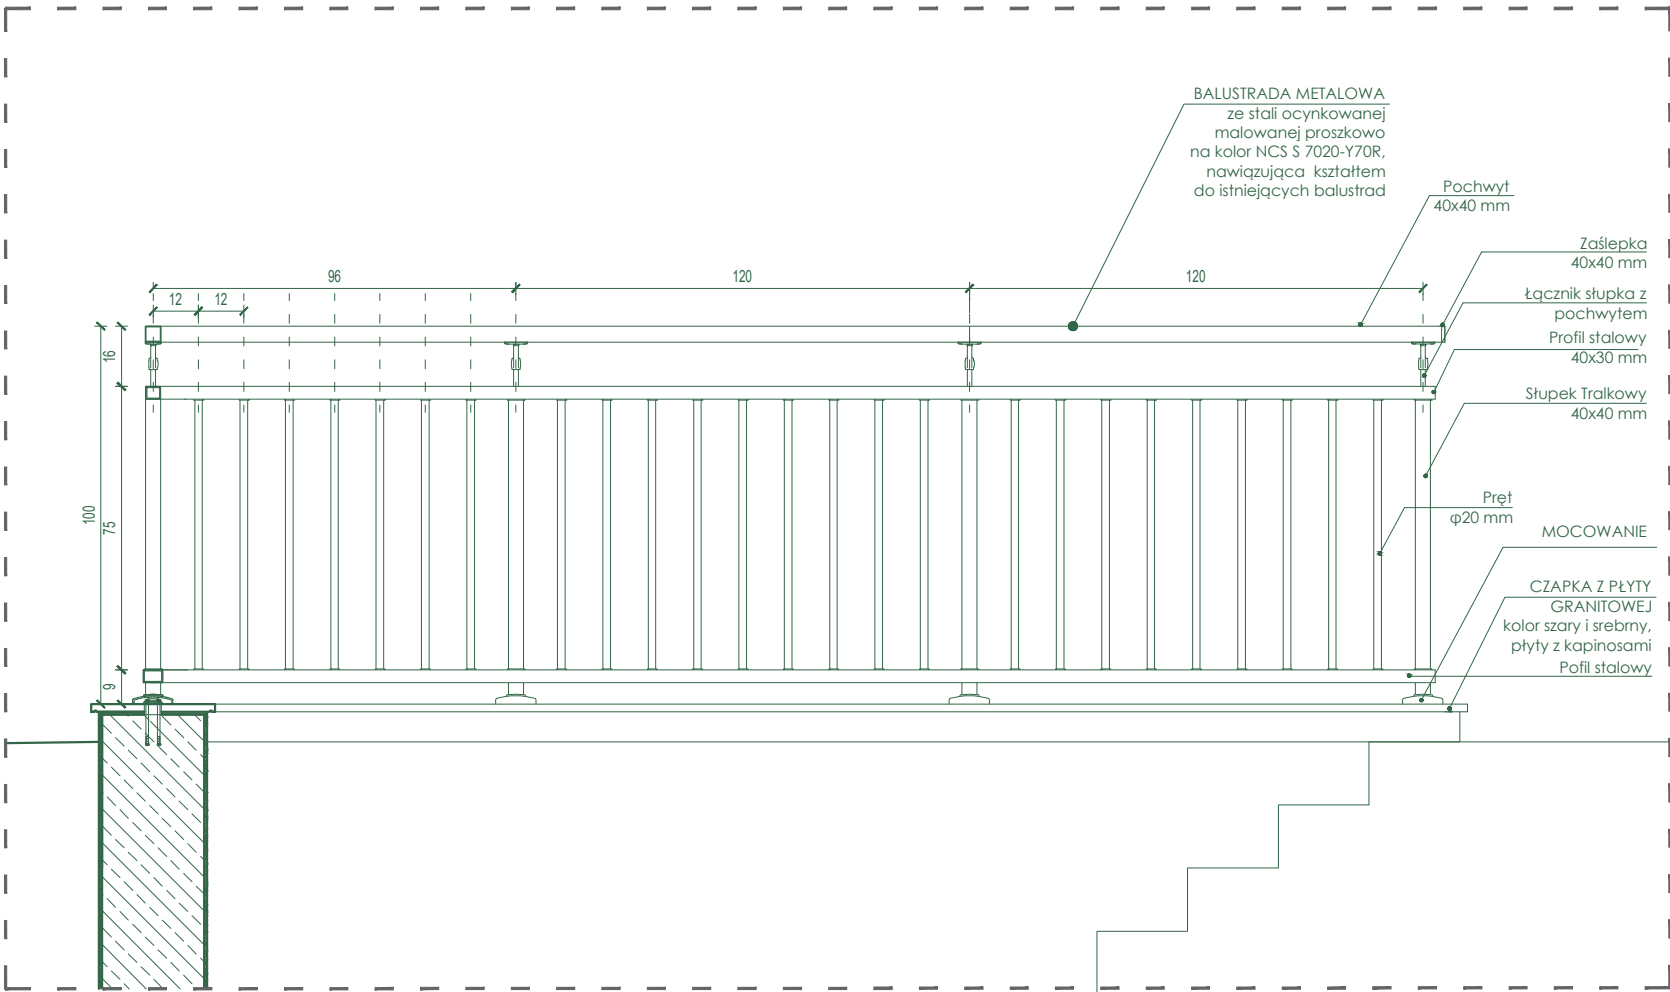 BALUSTRADA METALOWA
ze stali ocynkowanej
malowanej proszkowo
na kolor NCS S 7020-Y70R,
nawiązująca kształtem
do istniejących balustrad
Pochwyt
40x40 mm
Zaślepka
40x40 mm
Łącznik słupka z
pochwytem
Profil stalowy
40x30 mm
Słupek Tralkowy
40x40 mm
Pręt
φ20 mm
MOCOWANIE
CZAPKA Z PŁYTY
GRANITOWEJ
kolor szary i srebrny,
płyty z kapinosami
Pofil stalowy
96
120
120
12
12
16
100
75
9